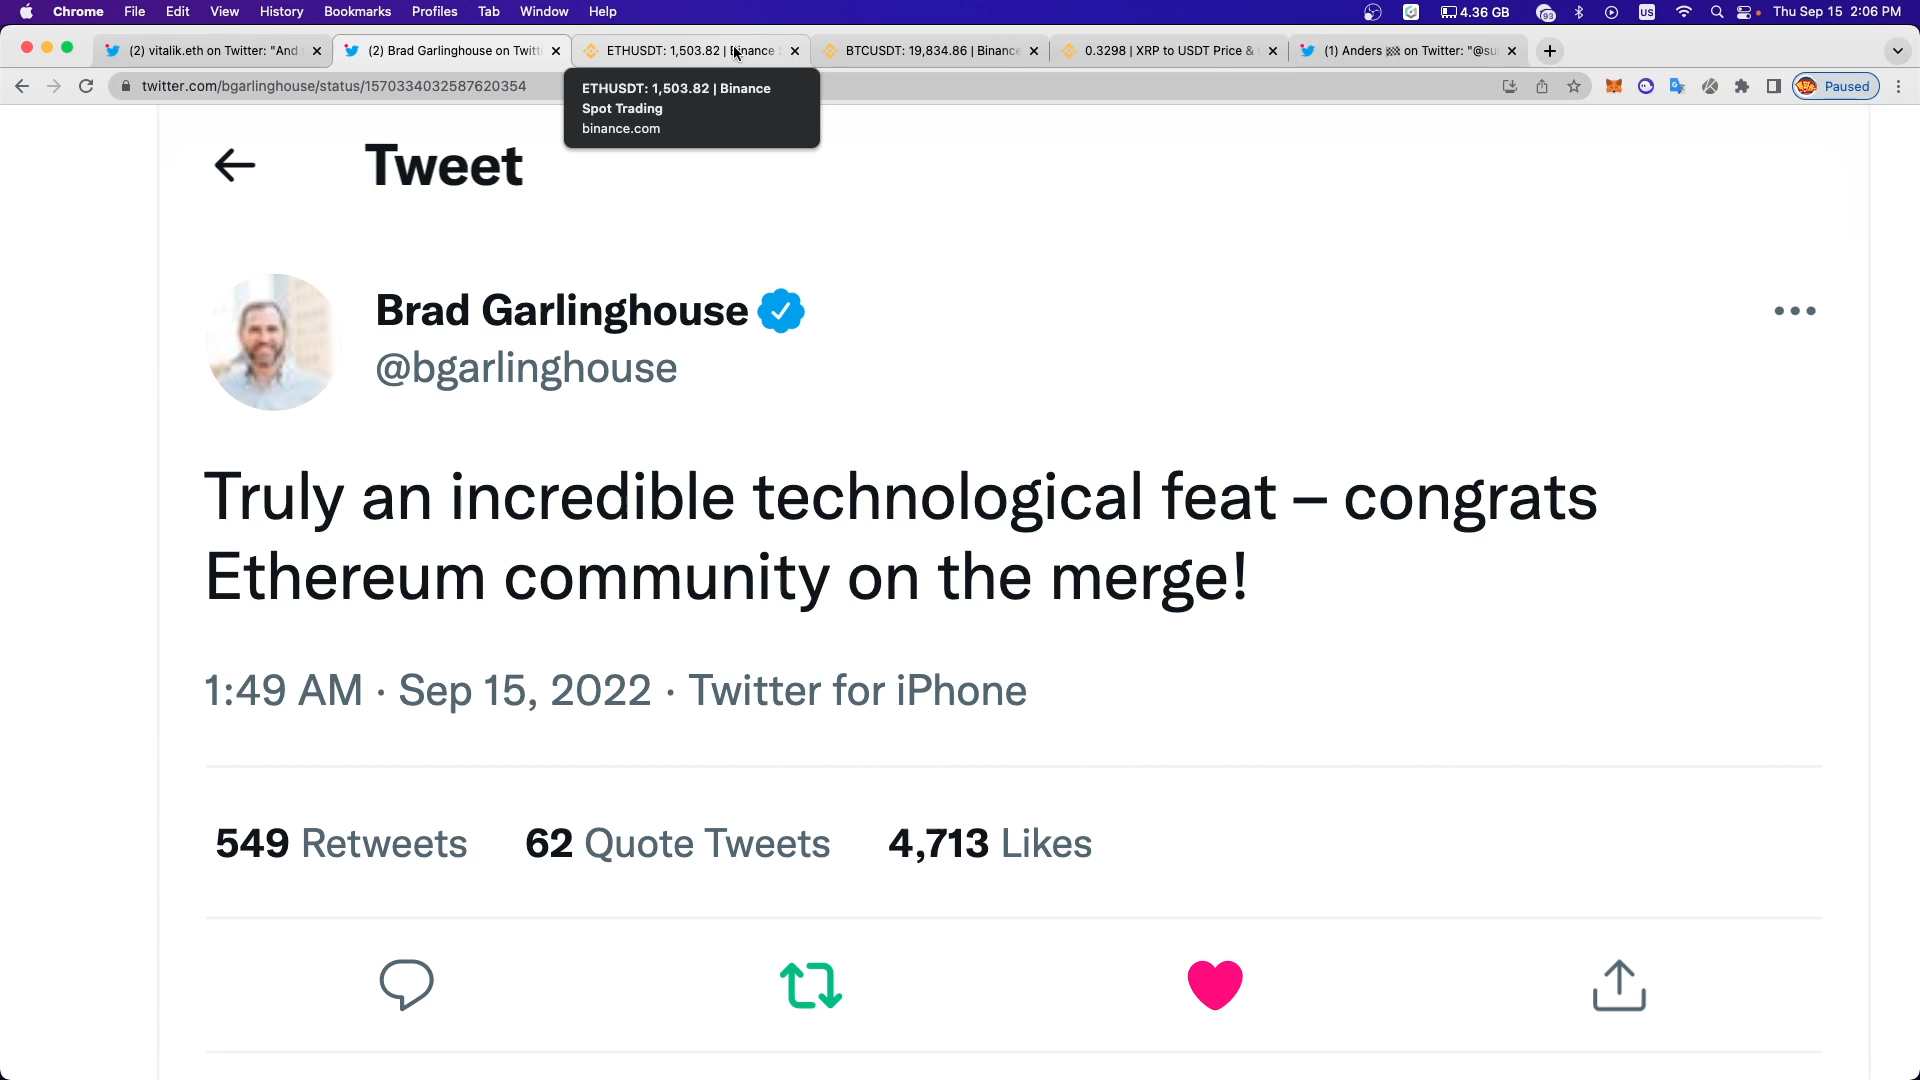 Chrome File Edit View History Bookmarks Profiles Tab Window Help 4.36 GB 93 US Thu Sep 15 2:06 PM
(2) vitalik.eth on Twitter: "And (2) Brad Garlinghouse on Twitt ETHUSDT: 1,503.82 | Binance S BTCUSDT: 19,834.86 | Binance 0.3298 | XRP to USDT Price & (1) Anders on Twitter: "@su
twitter.com/bgarlinghouse/status/1570334032587620354 Paused
ETHUSDT: 1,503.82 | Binance
Spot Trading
binance.com
Tweet
Brad Garlinghouse
@bgarlinghouse
Truly an incredible technological feat – congrats
Ethereum community on the merge!
1:49 AM · Sep 15, 2022 · Twitter for iPhone
549 Retweets 62 Quote Tweets 4,713 Likes